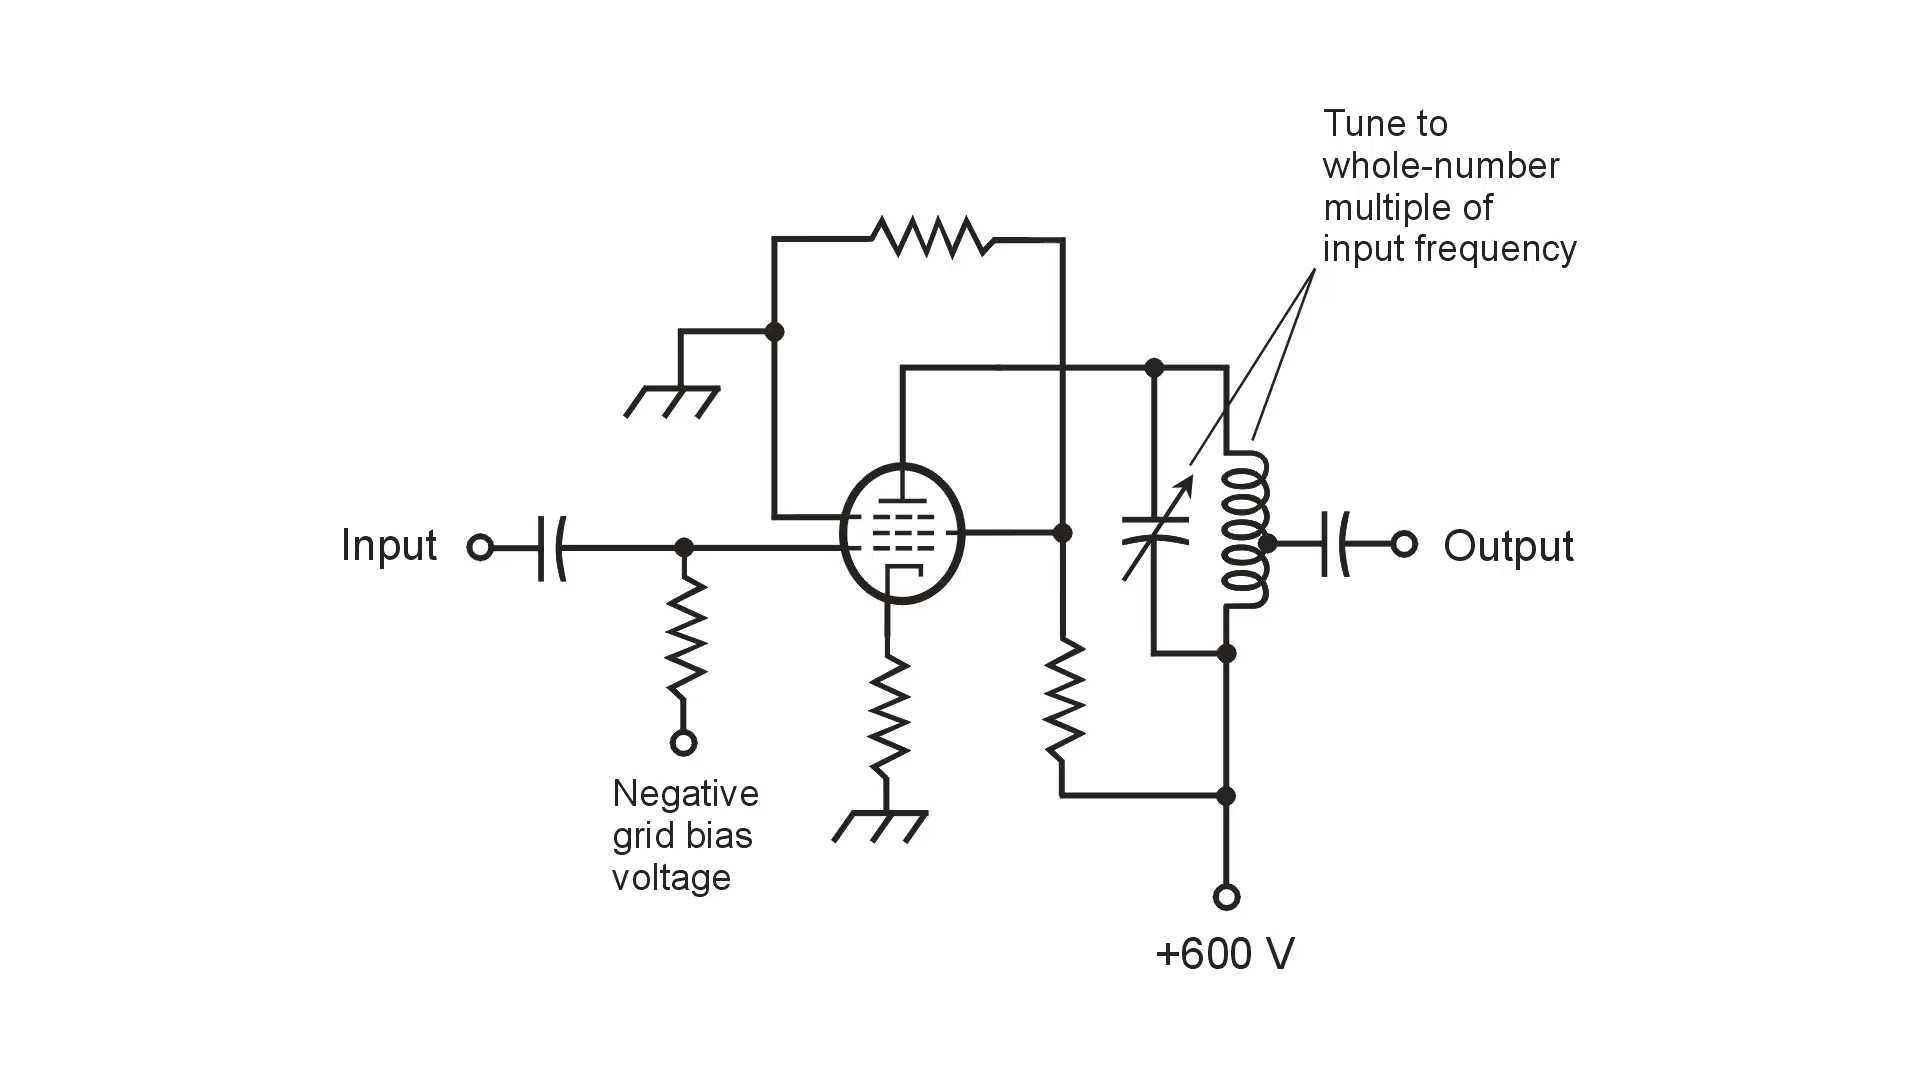 Tune to
whole-number
multiple of
input frequency
Input
Output
Negative
grid bias
voltage
+600 V